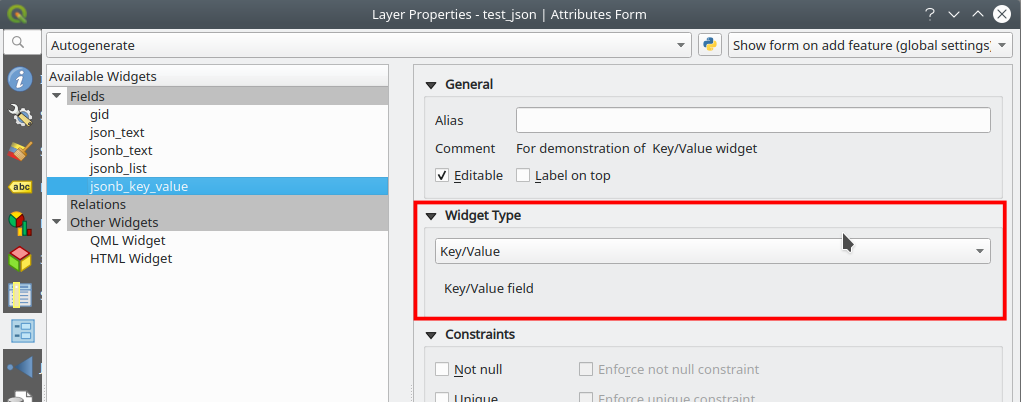 Layer Properties - test_json | Attributes Form
Autogenerate
Show form on add feature (global settings)
Available Widgets
Fields
gid
json_text
jsonb_text
jsonb_list
jsonb_key_value
Relations
Other Widgets
QML Widget
HTML Widget
General
Alias
Comment For demonstration of Key/Value widget
Editable Label on top
Widget Type
Key/Value
Key/Value field
Constraints
Not null Enforce not null constraint
Unique Enforce unique constraint
abc